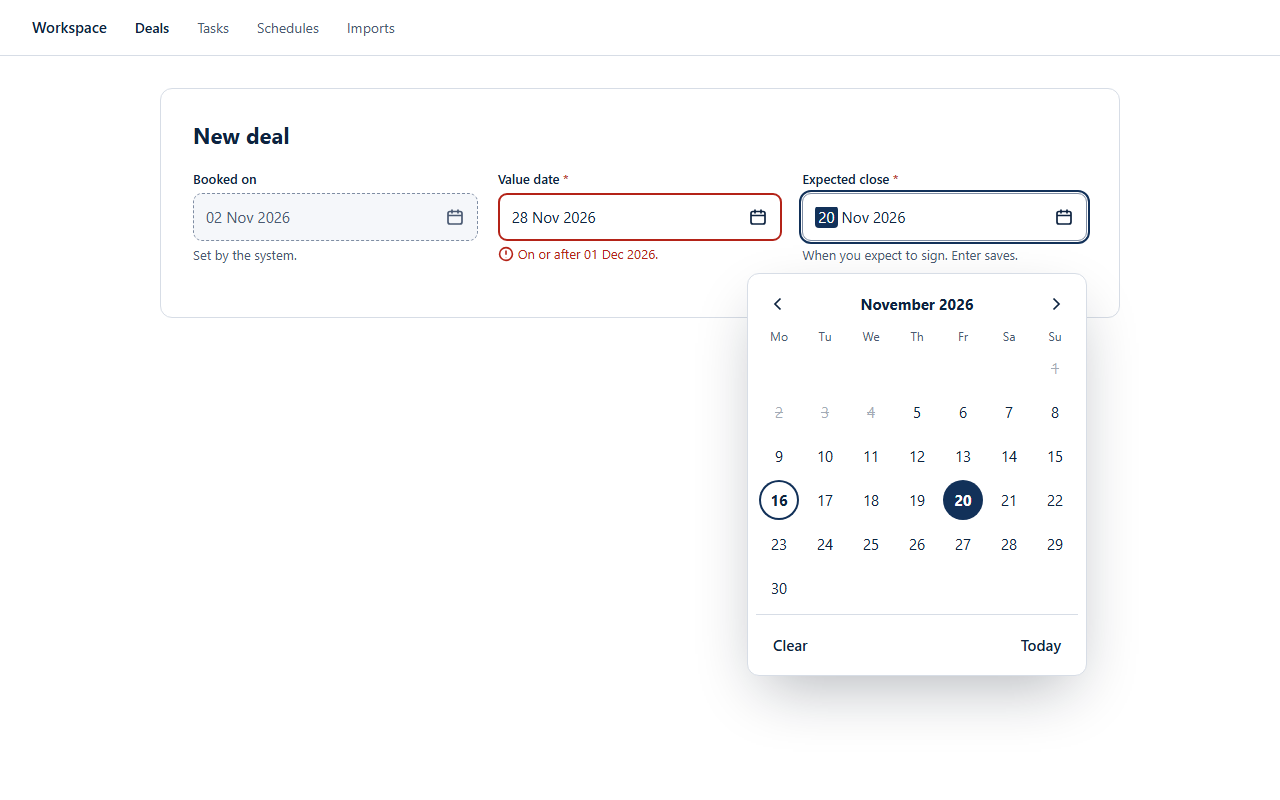 Workspace Deals Tasks Schedules Imports
New deal
Booked on
Value date *
Expected close *
02 Nov 2026
28 Nov 2026
20 Nov 2026
Set by the system.
On or after 01 Dec 2026.
When you expect to sign. Enter saves.
November 2026
Mo Tu We Th Fr Sa Su
1
2 3 4 5 6 7 8
9 10 11 12 13 14 15
16 17 18 19 20 21 22
23 24 25 26 27 28 29
30
Clear Today